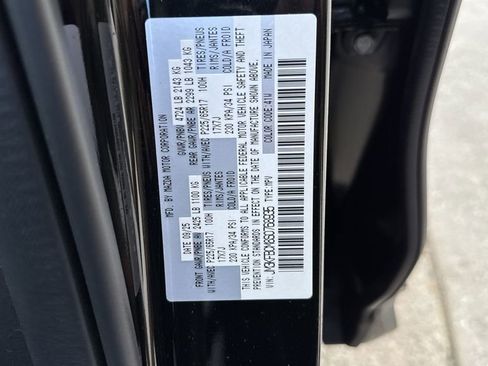 MFD. BY MAZDA MOTOR CORPORATION
DATE 09/25 GVWR/PNBV 4724 LB 2143 KG
FRONT GAWR/PNBE AV 2425 LB 1100 KG REAR GAWR/PNBE AR 2299 LB 1043 KG
TIRES/PNEUS WITH/AVEC P225/65R17 100H TIRES/PNEUS WITH/AVEC P225/65R17 100H
RIMS/JANTES 17X7J RIMS/JANTES 17X7J
COLD/A FROID 230 KPA/34 PSI COLD/A FROID 230 KPA/34 PSI
THIS VEHICLE CONFORMS TO ALL APPLICABLE FEDERAL MOTOR VEHICLE SAFETY AND THEFT
PREVENTION STANDARDS IN EFFECT ON THE DATE OF MANUFACTURE SHOWN ABOVE.
COLOR CODE: 41W MADE IN JAPAN
VIN: TYPE MPV